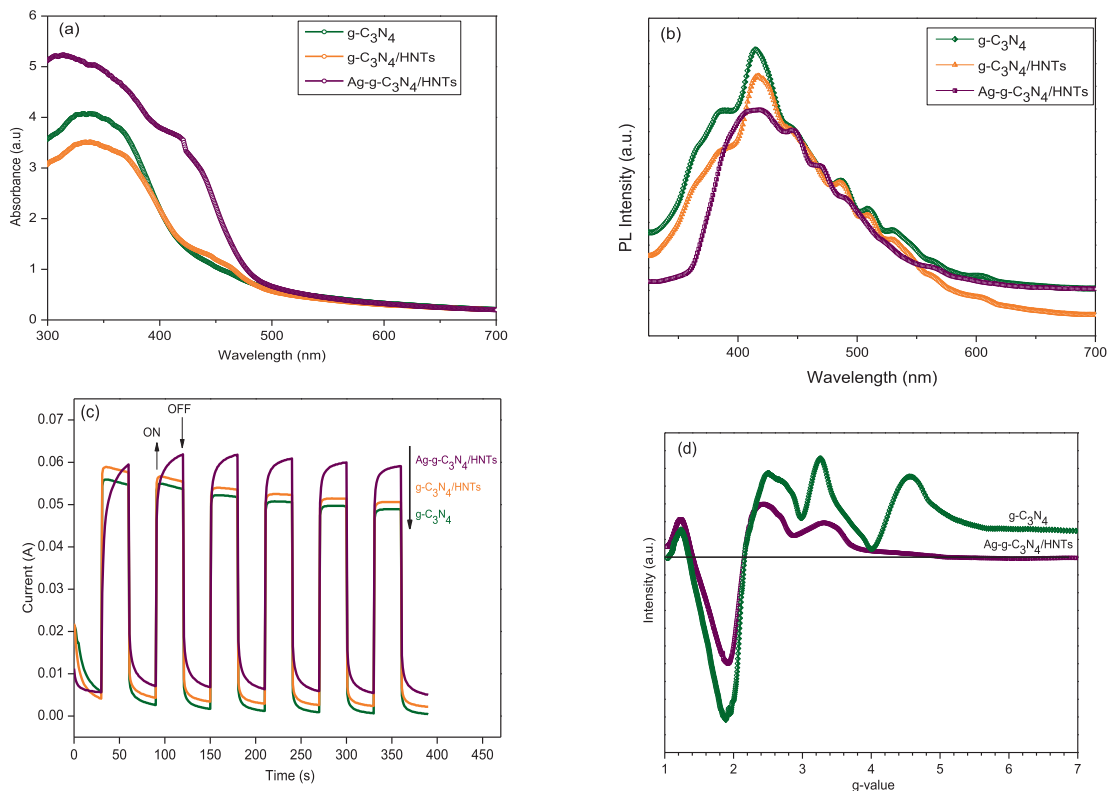 (a)
g-C3N4
g-C3N4/HNTs
Ag-g-C3N4/HNTs
Absorbance (a.u)
6
5
4
3
2
1
0
300 400 500 600 700
Wavelength (nm)
(b)
g-C3N4
g-C3N4/HNTs
Ag-g-C3N4/HNTs
PL Intensity (a.u.)
400 500 600 700
Wavelength (nm)
(c)
ON
OFF
Ag-g-C3N4/HNTs
g-C3N4/HNTs
g-C3N4
Current (A)
0.07
0.06
0.05
0.04
0.03
0.02
0.01
0.00
0 50 100 150 200 250 300 350 400 450
Time (s)
(d)
g-C3N4
Ag-g-C3N4/HNTs
Intensity (a.u.)
1 2 3 4 5 6 7
g-value